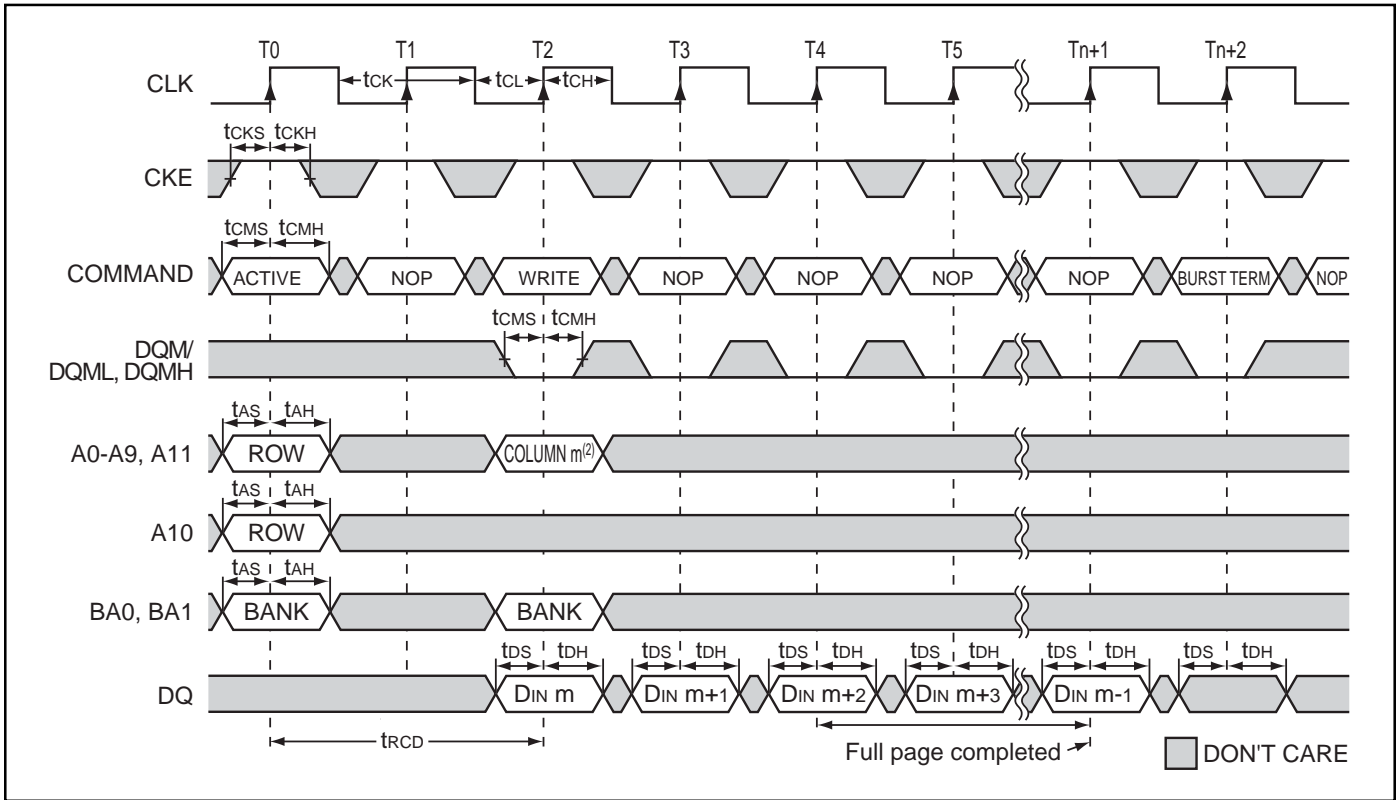 T0 T1 T2 T3 T4 T5 Tn+1 Tn+2
CLK
tCK tCL tCH
tCKS tCKH
CKE
tCMS tCMH
COMMAND ACTIVE NOP WRITE NOP NOP NOP NOP BURST TERM NOP
tCMS tCMH
DQM/
DQML, DQMH
tAS tAH
A0-A9, A11 ROW COLUMN m(2)
tAS tAH
A10 ROW
tAS tAH
BA0, BA1 BANK BANK
tDS tDH tDS tDH tDS tDH tDS tDH tDS tDH tDS tDH
DQ DIN m DIN m+1 DIN m+2 DIN m+3 DIN m-1
tRCD
Full page completed
DON'T CARE